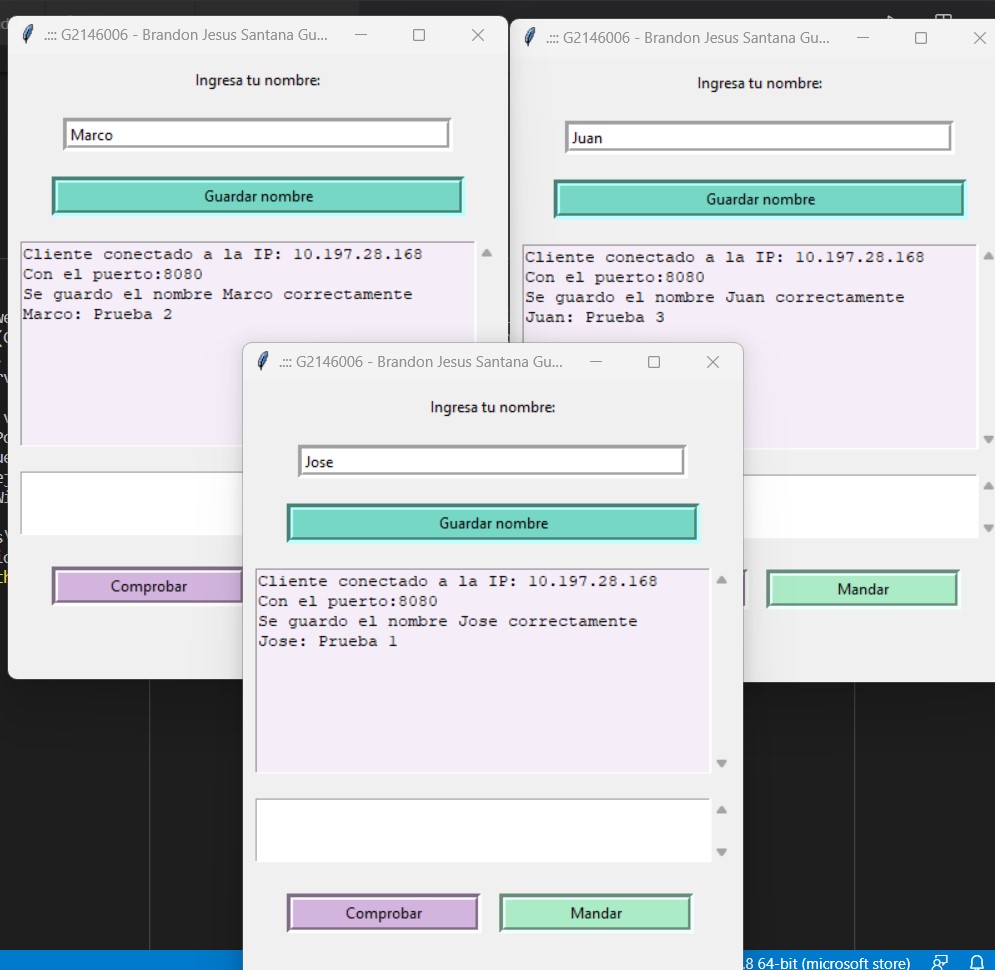 .:::: G2146006 - Brandon Jesus Santana Gu...
Ingresa tu nombre:
Marco
Guardar nombre
Cliente conectado a la IP: 10.197.28.168
Con el puerto:8080
Se guardo el nombre Marco correctamente
Marco: Prueba 2
Comprobar
.:::: G2146006 - Brandon Jesus Santana Gu...
Ingresa tu nombre:
Juan
Guardar nombre
Cliente conectado a la IP: 10.197.28.168
Con el puerto:8080
Se guardo el nombre Juan correctamente
Juan: Prueba 3
Mandar
.:::: G2146006 - Brandon Jesus Santana Gu...
Ingresa tu nombre:
Jose
Guardar nombre
Cliente conectado a la IP: 10.197.28.168
Con el puerto:8080
Se guardo el nombre Jose correctamente
Jose: Prueba 1
Comprobar
Mandar
.8 64-bit (microsoft store)